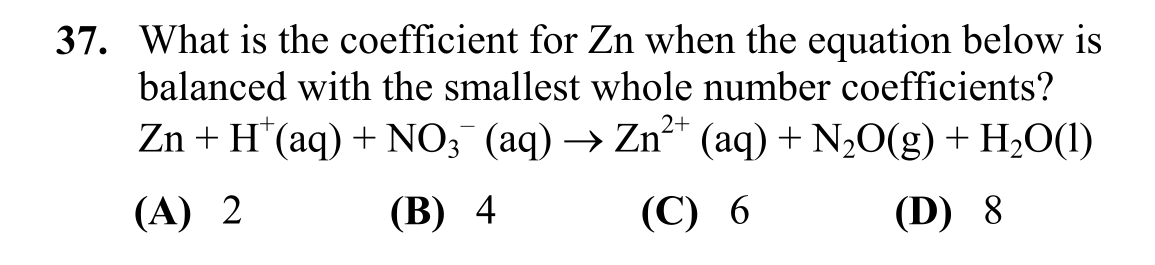 37. What is the coefficient for Zn when the equation below is
balanced with the smallest whole number coefficients?
Zn + H⁺(aq) + NO₃⁻ (aq) → Zn²⁺ (aq) + N₂O(g) + H₂O(l)
(A) 2 (B) 4 (C) 6 (D) 8